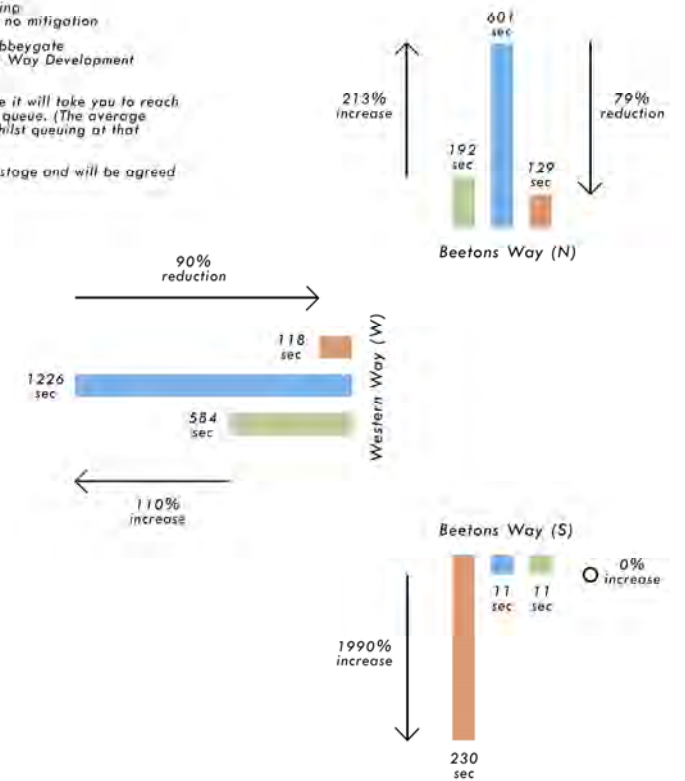 no mitigation
Way Development
e it will take you to reach
queue. (The average
hilst queuing at that
stage and will be agreed
601
sec
213%
increase
79%
reduction
192
sec
129
sec
Beetons Way (N)
90%
reduction
118
sec
Western Way (W)
1226
sec
584
sec
110%
increase
Beetons Way (S)
11
sec
11
sec
0%
increase
1990%
increase
230
sec